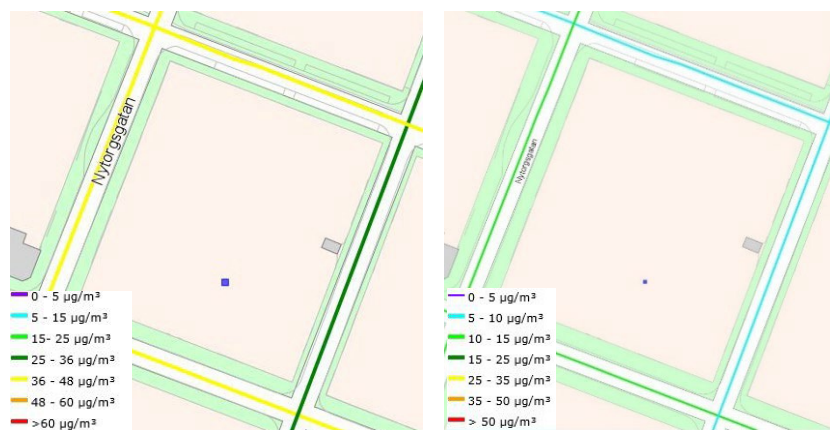 Nytorgsgatan
0 - 5 µg/m³
5 - 15 µg/m³
15- 25 µg/m³
25 - 36 µg/m³
36 - 48 µg/m³
48 - 60 µg/m³
>60 µg/m³
Nytorgsgatan
0 - 5 µg/m³
5 - 10 µg/m³
10 - 15 µg/m³
15 - 25 µg/m³
25 - 35 µg/m³
35 - 50 µg/m³
> 50 µg/m³